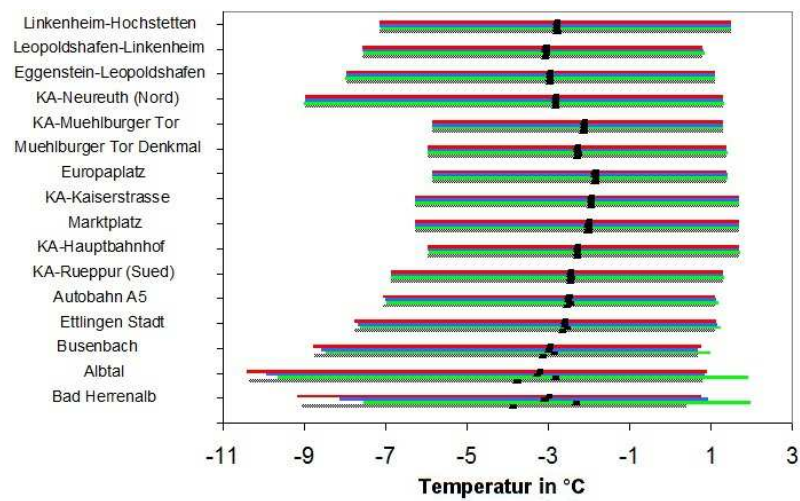 Linkenheim-Hochstetten
Leopoldshafen-Linkenheim
Eggenstein-Leopoldshafen
KA-Neureuth (Nord)
KA-Muehlburger Tor
Muehlburger Tor Denkmal
Europaplatz
KA-Kaiserstrasse
Marktplatz
KA-Hauptbahnhof
KA-Rueppur (Sued)
Autobahn A5
Ettlingen Stadt
Busenbach
Albtal
Bad Herrenalb
-11 -9 -7 -5 -3 -1 1 3
Temperatur in °C